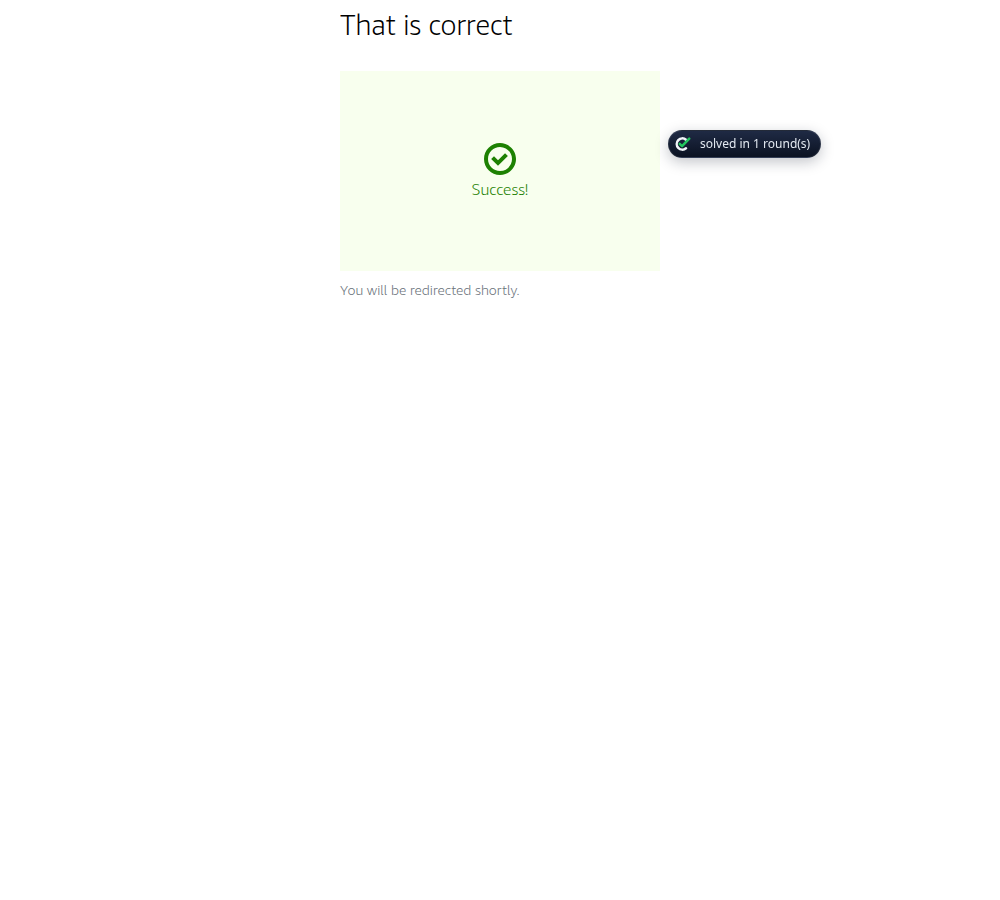 That is correct
solved in 1 round(s)
Success!
You will be redirected shortly.